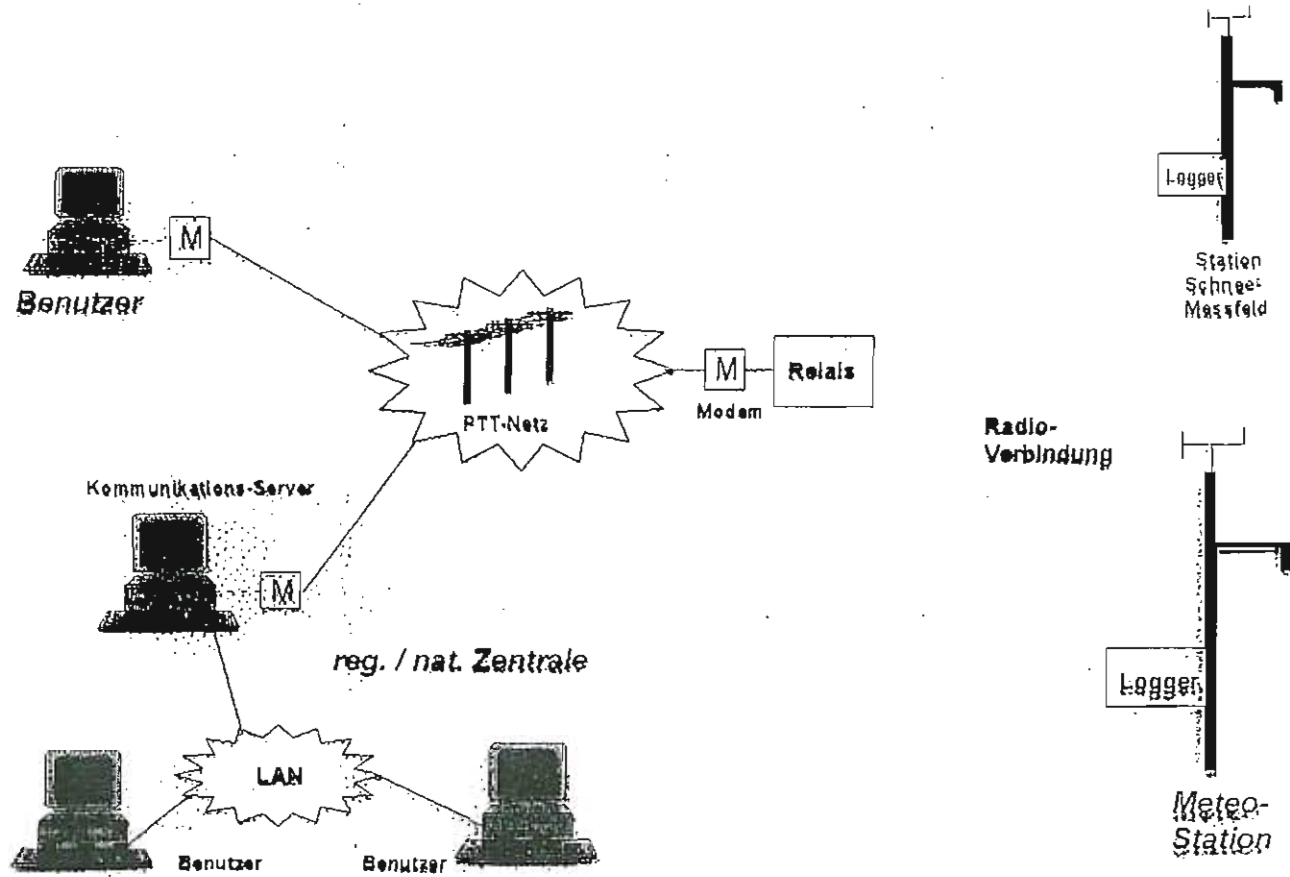 Logger
Station
Schnee-
Messfeld
M
Benutzer
PTT-Netz
M
Modem
Relais
Radio-
Verbindung
Kommunikations-Server
M
reg. / nat. Zentrale
Logger
LAN
Meteo-
Station
Benutzer
Benutzer